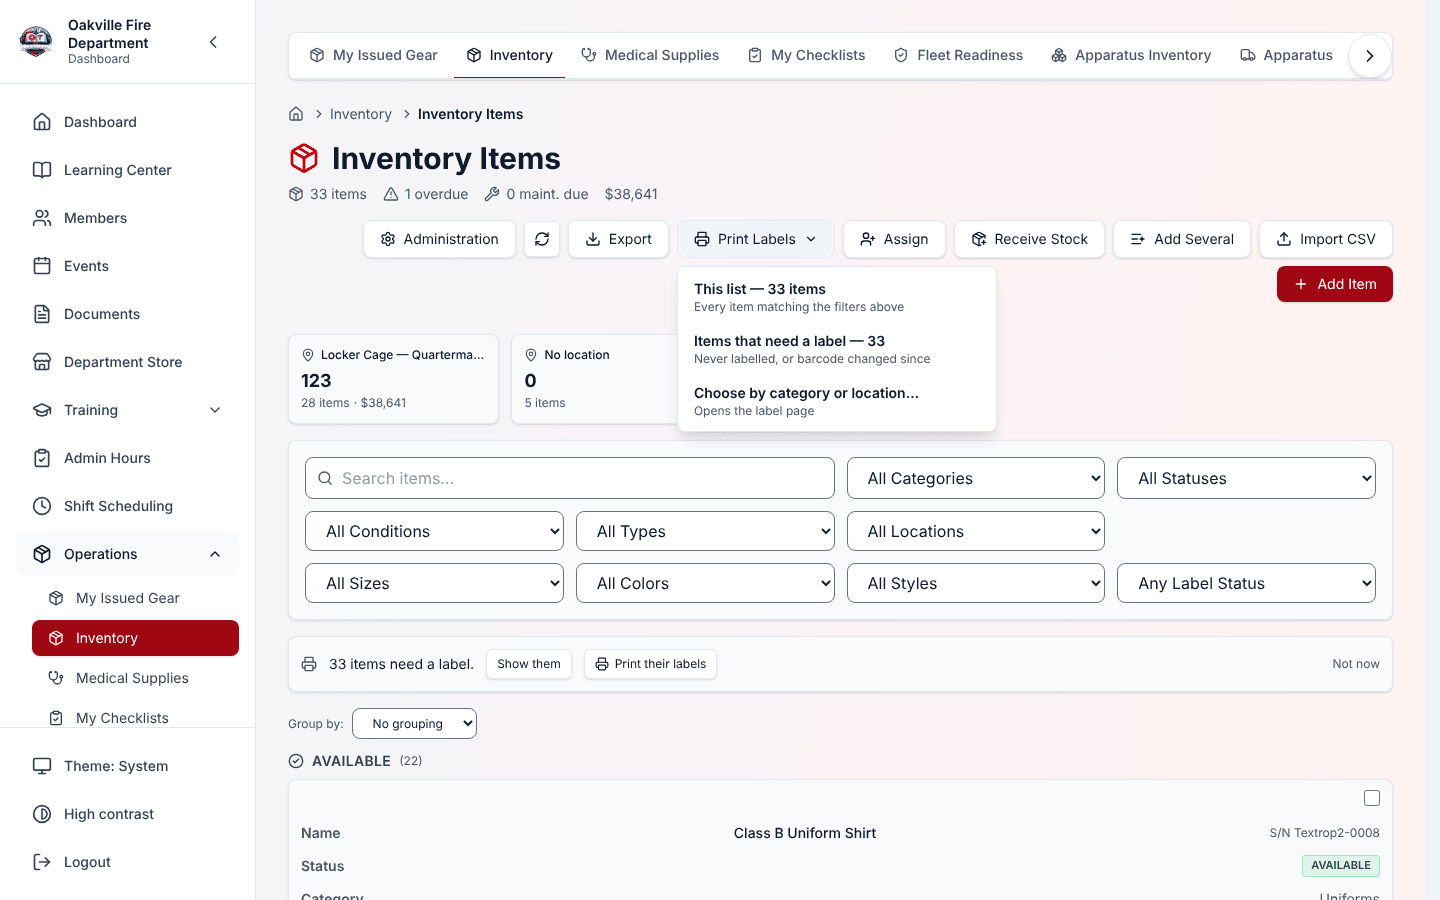 Oakville Fire
Department
Dashboard
Dashboard
Learning Center
Members
Events
Documents
Department Store
Training
Admin Hours
Shift Scheduling
Operations
My Issued Gear
Inventory
Medical Supplies
My Checklists
Theme: System
High contrast
Logout
My Issued Gear
Inventory
Medical Supplies
My Checklists
Fleet Readiness
Apparatus Inventory
Apparatus
Inventory
Inventory Items
Inventory Items
33 items
1 overdue
0 maint. due
$38,641
Administration
Export
Print Labels
Assign
Receive Stock
Add Several
Import CSV
Add Item
This list — 33 items
Every item matching the filters above
Items that need a label — 33
Never labelled, or barcode changed since
Choose by category or location...
Opens the label page
Locker Cage — Quarterma...
123
28 items · $38,641
No location
0
5 items
Search items...
All Categories
All Statuses
All Conditions
All Types
All Locations
All Sizes
All Colors
All Styles
Any Label Status
33 items need a label.
Show them
Print their labels
Not now
Group by:
No grouping
AVAILABLE (22)
Name
Class B Uniform Shirt
S/N Textrop2-0008
Status
AVAILABLE
Category
Uniforms